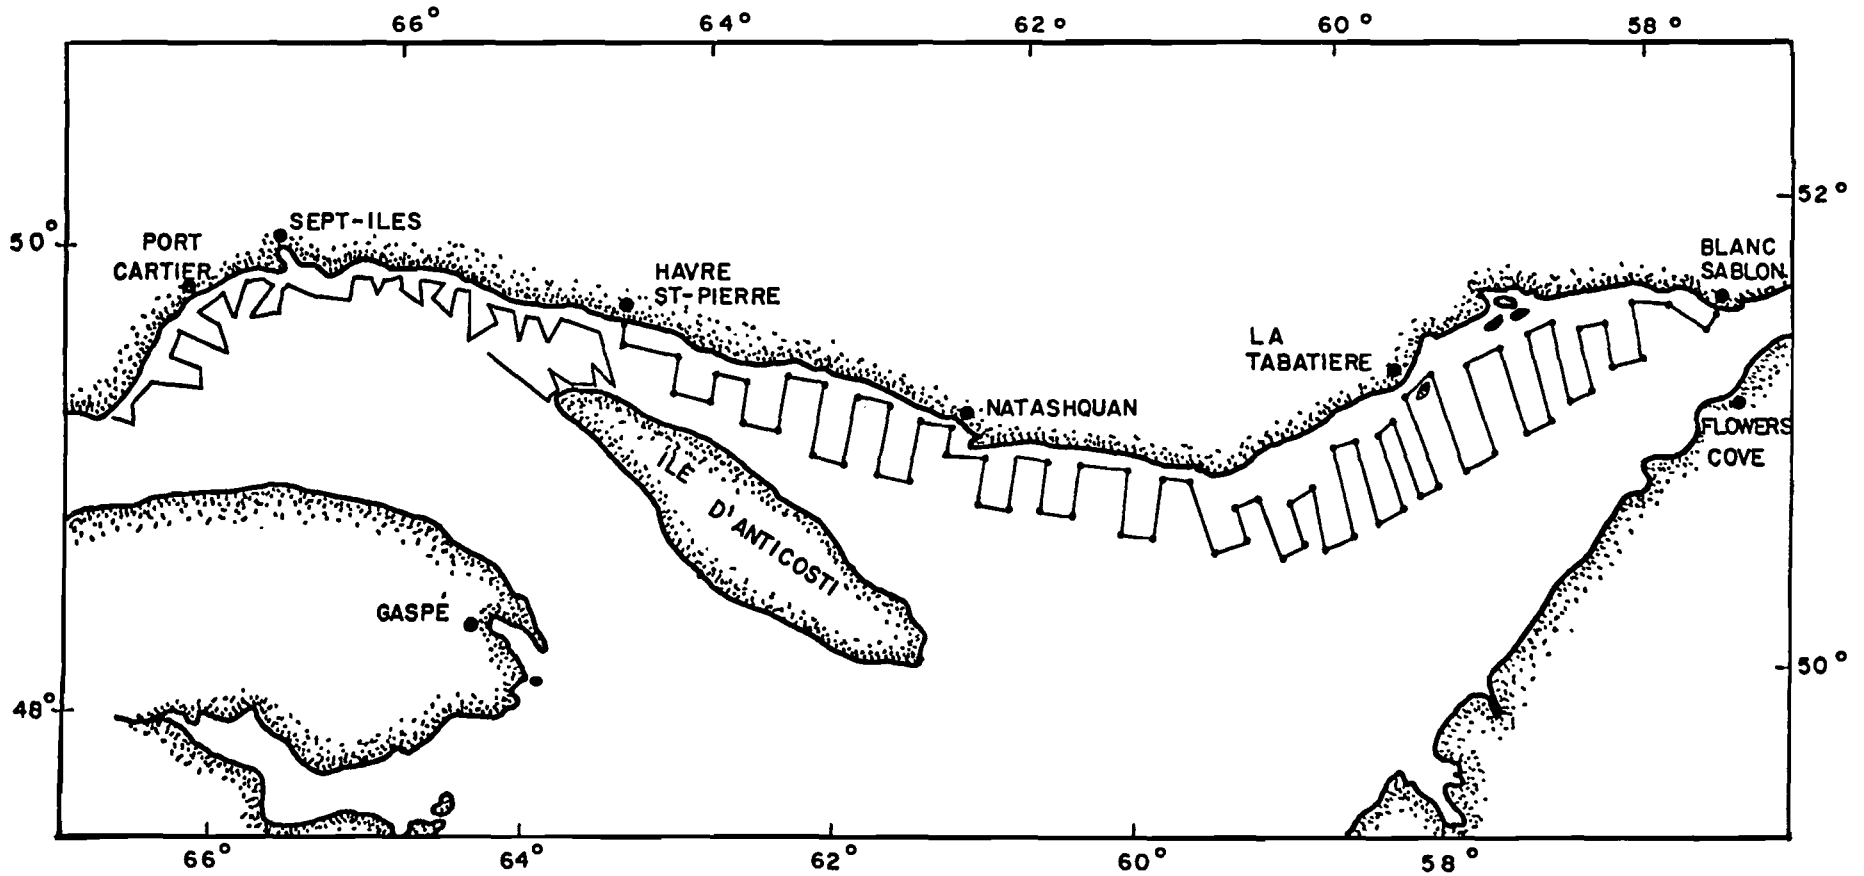 66° 64° 62° 60° 58°
52°
50°
SEPT-ILES
PORT
CARTIER
HAVRE
ST-PIERRE
BLANC
SABLON
LA
TABATIERE
NATASHQUAN
FLOWERS
COVE
ILE
D'ANTICOSTI
GASPÉ
50°
48°
66° 64° 62° 60° 58°